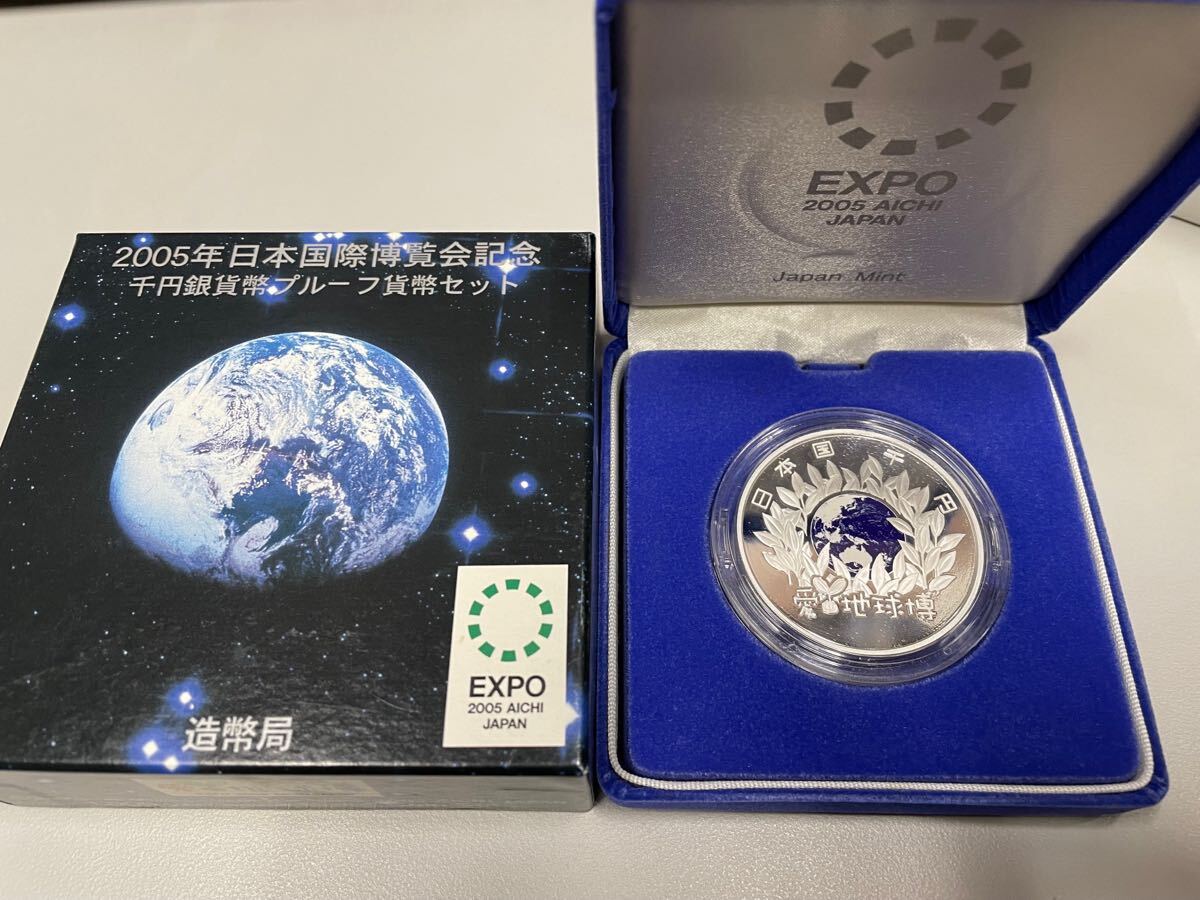 2005年日本国際博覧会記念
千円銀貨幣プルーフ貨幣セット
EXPO
2005 AICHI
JAPAN
造幣局
EXPO
2005 AICHI
JAPAN
Japan Mint
日本国 千円
愛・地球博